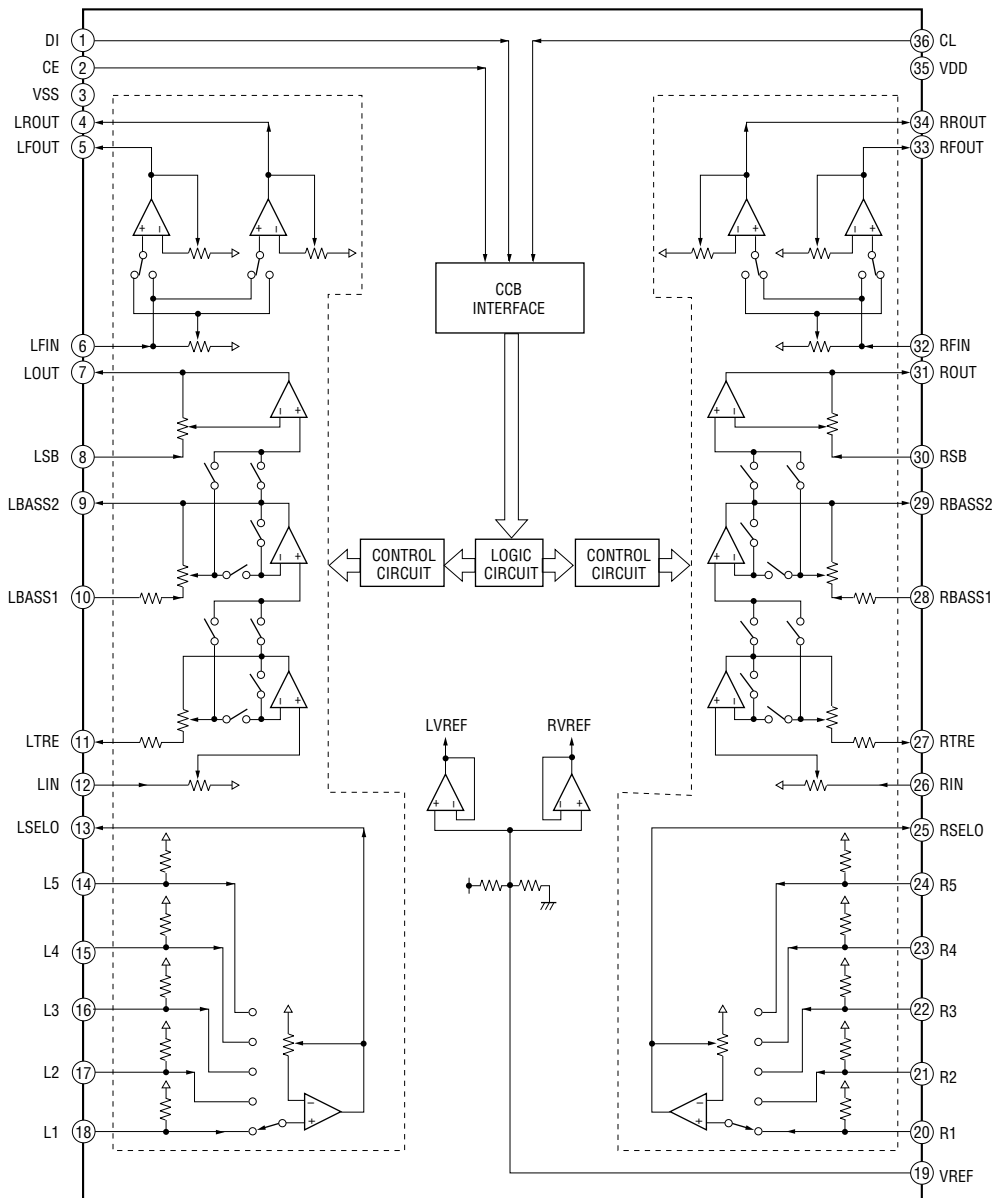 DI 1
CE 2
VSS 3
LROUT 4
LFOUT 5
LFIN 6
LOUT 7
LSB 8
LBASS2 9
LBASS1 10
LTRE 11
LIN 12
LSELO 13
L5 14
L4 15
L3 16
L2 17
L1 18
CCB
INTERFACE
CONTROL
CIRCUIT
LOGIC
CIRCUIT
CONTROL
CIRCUIT
LVREF
RVREF
36 CL
35 VDD
34 RROUT
33 RFOUT
32 RFIN
31 ROUT
30 RSB
29 RBASS2
28 RBASS1
27 RTRE
26 RIN
25 RSELO
24 R5
23 R4
22 R3
21 R2
20 R1
19 VREF
+ −
+ −
− +
− +
− +
− +
+ −
− +
− +
+ −
+ −
+ −
+ −
+ −
− +
− +